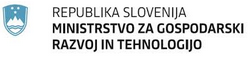 REPUBLIKA SLOVENIJA
MINISTRSTVO ZA GOSPODARSKI
RAZVOJ IN TEHNOLOGIJO